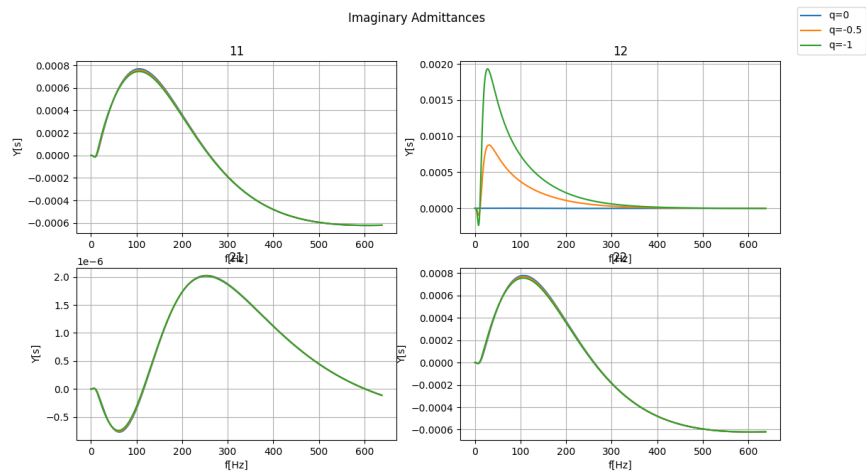 Imaginary Admittances
q=0
q=-0.5
q=-1
11
Y[s]
0.0008
0.0006
0.0004
0.0002
0.0000
−0.0002
−0.0004
−0.0006
0 100 200 300 400 500 600
f[Hz]
12
Y[s]
0.0020
0.0015
0.0010
0.0005
0.0000
0 100 200 300 400 500 600
f[Hz]
21
1e−6
Y[s]
2.0
1.5
1.0
0.5
0.0
−0.5
0 100 200 300 400 500 600
f[Hz]
22
Y[s]
0.0008
0.0006
0.0004
0.0002
0.0000
−0.0002
−0.0004
−0.0006
0 100 200 300 400 500 600
f[Hz]